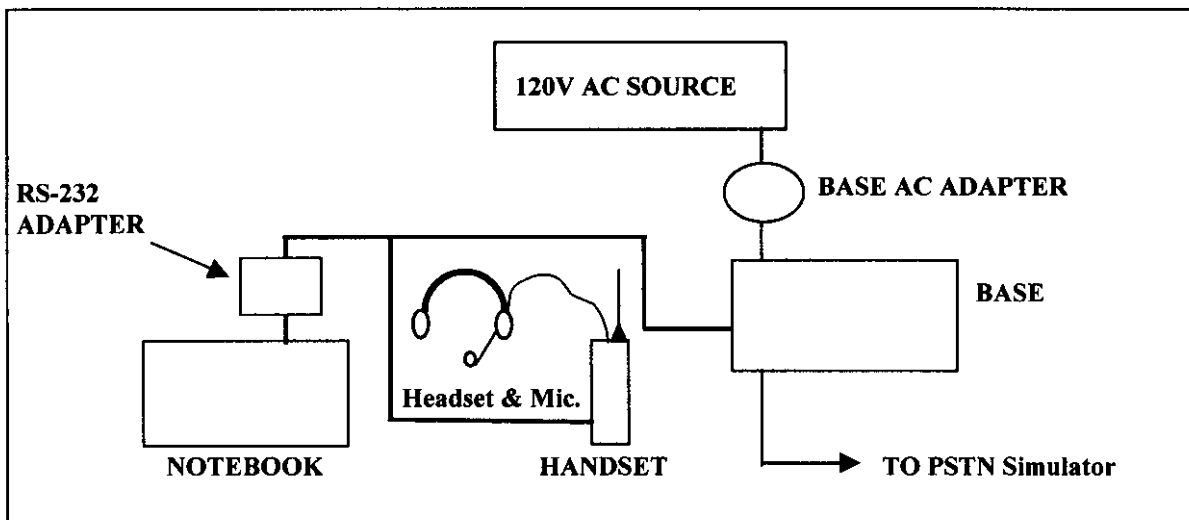 120V AC SOURCE
RS-232
ADAPTER
BASE AC ADAPTER
BASE
Headset & Mic.
NOTEBOOK
HANDSET
TO PSTN Simulator